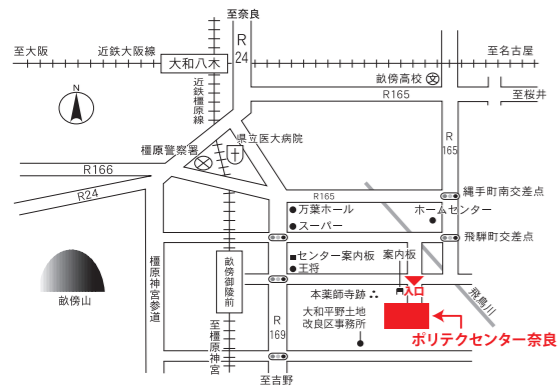 至奈良
至大阪
近鉄大阪線
大和八木
R
24
至名古屋
畝傍高校
文
R165
至桜井
近鉄橿原線
N
県立医大病院
橿原警察署
R
165
R166
R24
R165
縄手町南交差点
万葉ホール
ホームセンター
スーパー
飛騨町交差点
センター案内板
案内板
王将
畝傍御陵前
橿原神宮参道
入口
本薬師寺跡
飛鳥川
大和平野土地
改良区事務所
畝傍山
R
169
ポリテクセンター奈良
至橿原神宮
至吉野